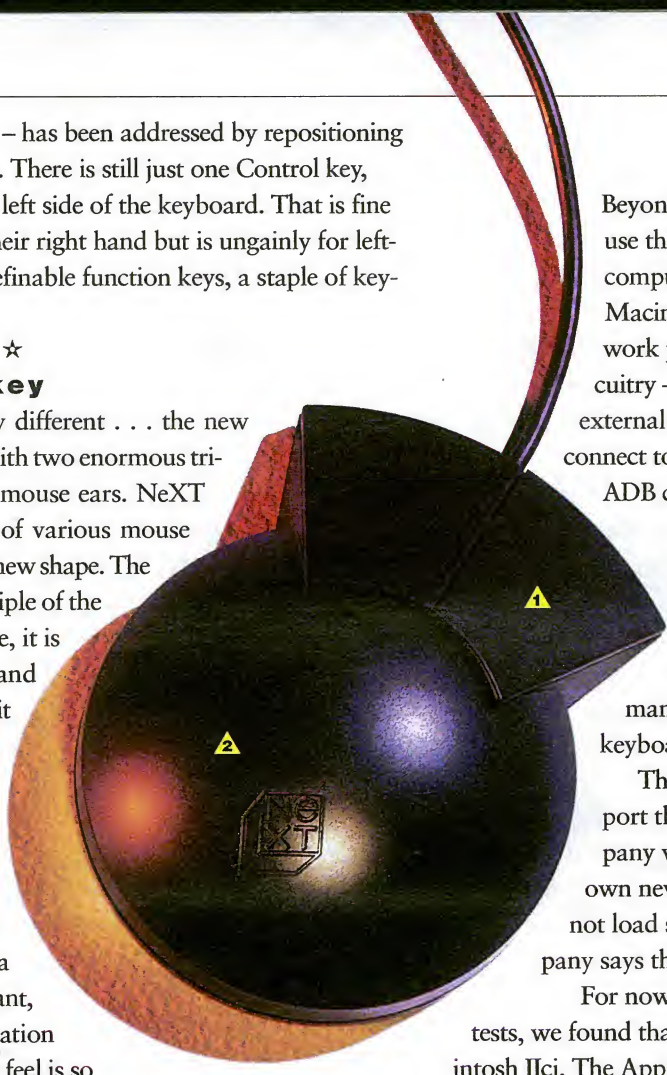 – has been addressed by repositioning
. There is still just one Control key,
left side of the keyboard. That is fine
heir right hand but is ungainly for left-
efinable function keys, a staple of key-
☆
key
y different . . . the new
ith two enormous tri-
mouse ears. NeXT
of various mouse
new shape. The
iple of the
e, it is
and
it
a
ant,
ation
feel is so
1
2
Ne
XT
Beyon
use th
compu
Macin
work
cuitry –
external
connect to
ADB
man
keyboa
Th
port th
pany
own nev
not load s
pany says th
For now
tests, we found tha
intosh IIci. The App